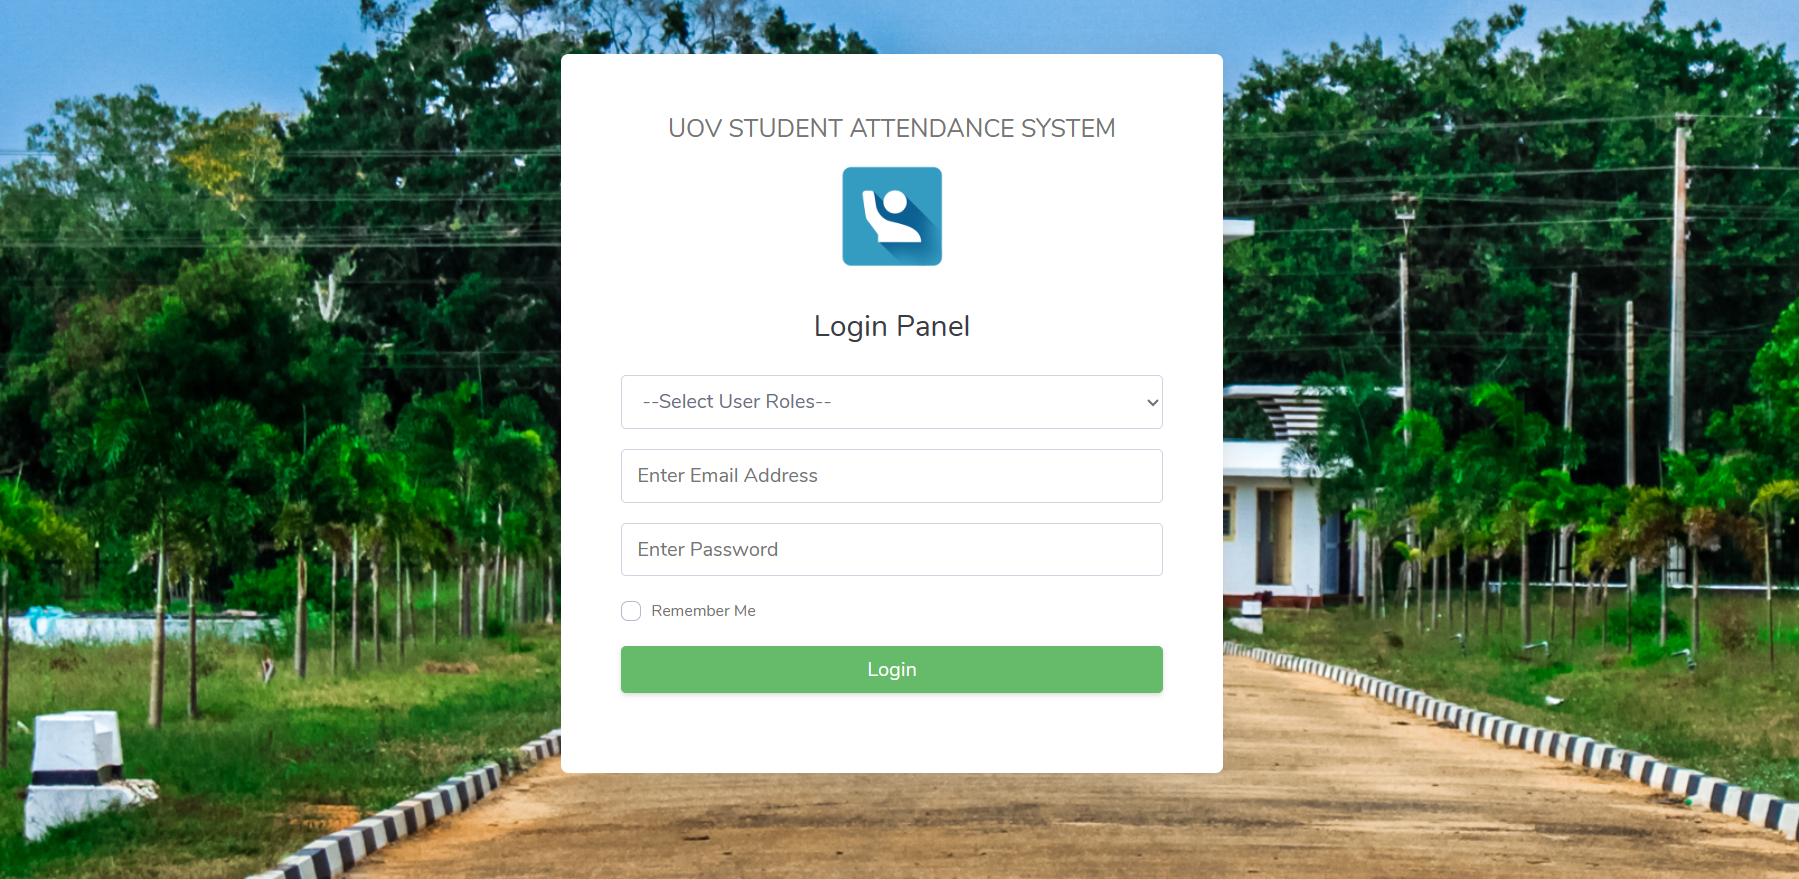 UOV STUDENT ATTENDANCE SYSTEM
Login Panel
--Select User Roles--
Enter Email Address
Enter Password
Remember Me
Login